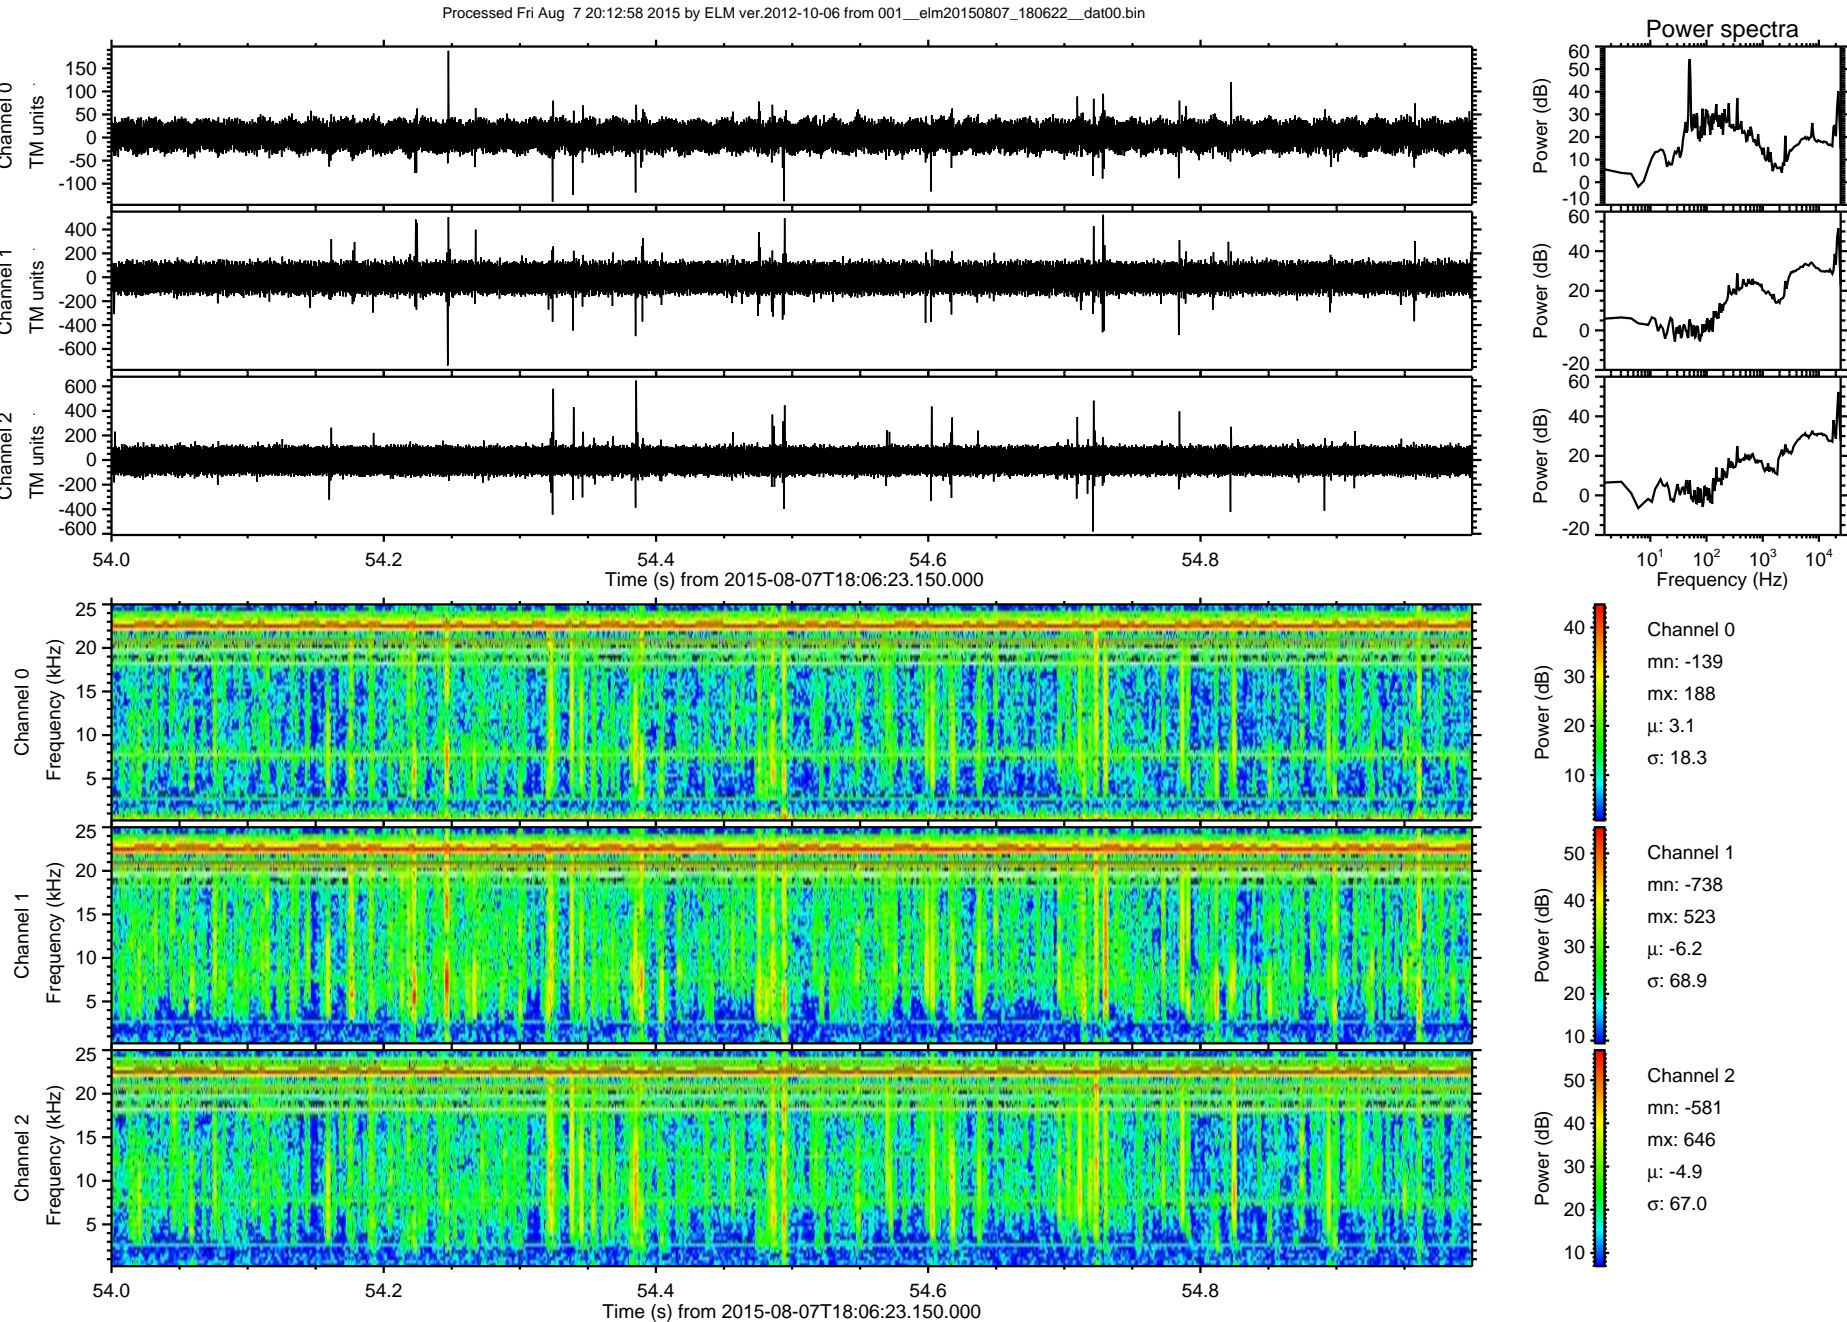 Processed Fri Aug 7 20:12:58 2015 by ELM ver.2012-10-06 from 001__elm20150807_180622__dat00.bin
Power spectra
Channel 0
TM units
150
100
50
0
-50
-100
Power (dB)
60
50
40
30
20
10
0
-10
Channel 1
TM units
400
200
0
-200
-400
-600
Power (dB)
60
40
20
0
-20
Channel 2
TM units
600
400
200
0
-200
-400
-600
Power (dB)
60
40
20
0
-20
54.0 54.2 54.4 54.6 54.8
Time (s) from 2015-08-07T18:06:23.150.000
10¹ 10² 10³ 10⁴
Frequency (Hz)
Channel 0
Frequency (kHz)
25
20
15
10
5
Power (dB)
40
30
20
10
Channel 0
mn: -139
mx: 188
μ: 3.1
σ: 18.3
Channel 1
Frequency (kHz)
25
20
15
10
5
Power (dB)
50
40
30
20
10
Channel 1
mn: -738
mx: 523
μ: -6.2
σ: 68.9
Channel 2
Frequency (kHz)
25
20
15
10
5
Power (dB)
50
40
30
20
10
Channel 2
mn: -581
mx: 646
μ: -4.9
σ: 67.0
54.0 54.2 54.4 54.6 54.8
Time (s) from 2015-08-07T18:06:23.150.000